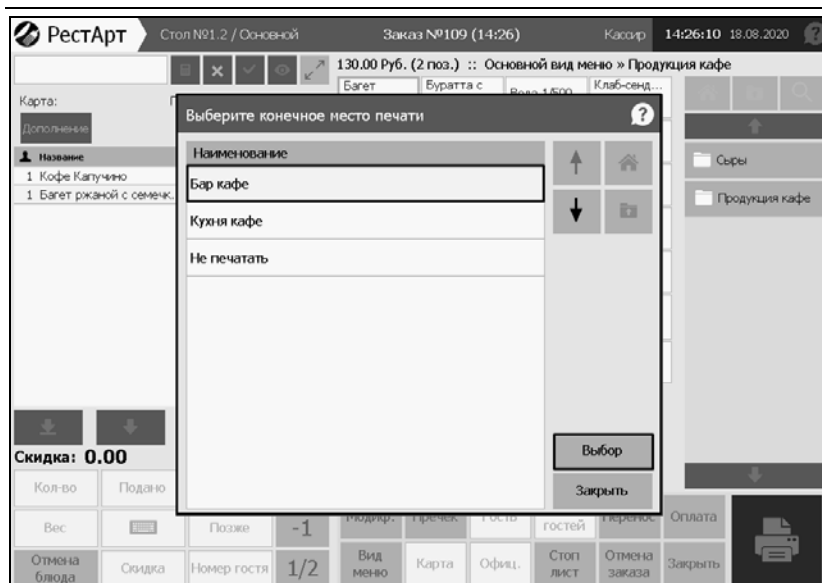 РестАрт
Стол №1.2 / Основной
Заказ №109 (14:26)
Кассир
14:26:10 18.08.2020
130.00 Руб. (2 поз.) :: Основной вид меню » Продукция кафе
Багет
Буратта с
Вода 1/500
Клаб-сенд...
Карта:
Дополнение
Название
1 Кофе Капучино
1 Багет ржаной с семечк.
Выберите конечное место печати
Наименование
Бар кафе
Кухня кафе
Не печатать
Выбор
Закрыть
Сыры
Продукция кафе
Скидка: 0.00
Кол-во
Подано
Вес
Позже
-1
Модиф.
Пречек
Гость
гостей
Перенос
Оплата
Отмена
блюда
Скидка
Номер гостя
1/2
Вид
меню
Карта
Офиц.
Стоп
лист
Отмена
заказа
Закрыть